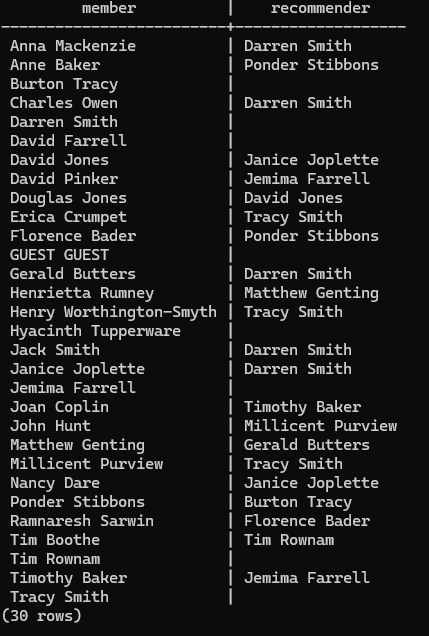 member | recommender
-------------------------+-------------------
Anna Mackenzie | Darren Smith
Anne Baker | Ponder Stibbons
Burton Tracy |
Charles Owen | Darren Smith
Darren Smith |
David Farrell |
David Jones | Janice Joplette
David Pinker | Jemima Farrell
Douglas Jones | David Jones
Erica Crumpet | Tracy Smith
Florence Bader | Ponder Stibbons
GUEST GUEST |
Gerald Butters | Darren Smith
Henrietta Rumney | Matthew Genting
Henry Worthington-Smyth | Tracy Smith
Hyacinth Tupperware |
Jack Smith | Darren Smith
Janice Joplette | Darren Smith
Jemima Farrell |
Joan Coplin | Timothy Baker
John Hunt | Millicent Purview
Matthew Genting | Gerald Butters
Millicent Purview | Tracy Smith
Nancy Dare | Janice Joplette
Ponder Stibbons | Burton Tracy
Ramnaresh Sarwin | Florence Bader
Tim Boothe | Tim Rownam
Tim Rownam |
Timothy Baker | Jemima Farrell
Tracy Smith |
(30 rows)